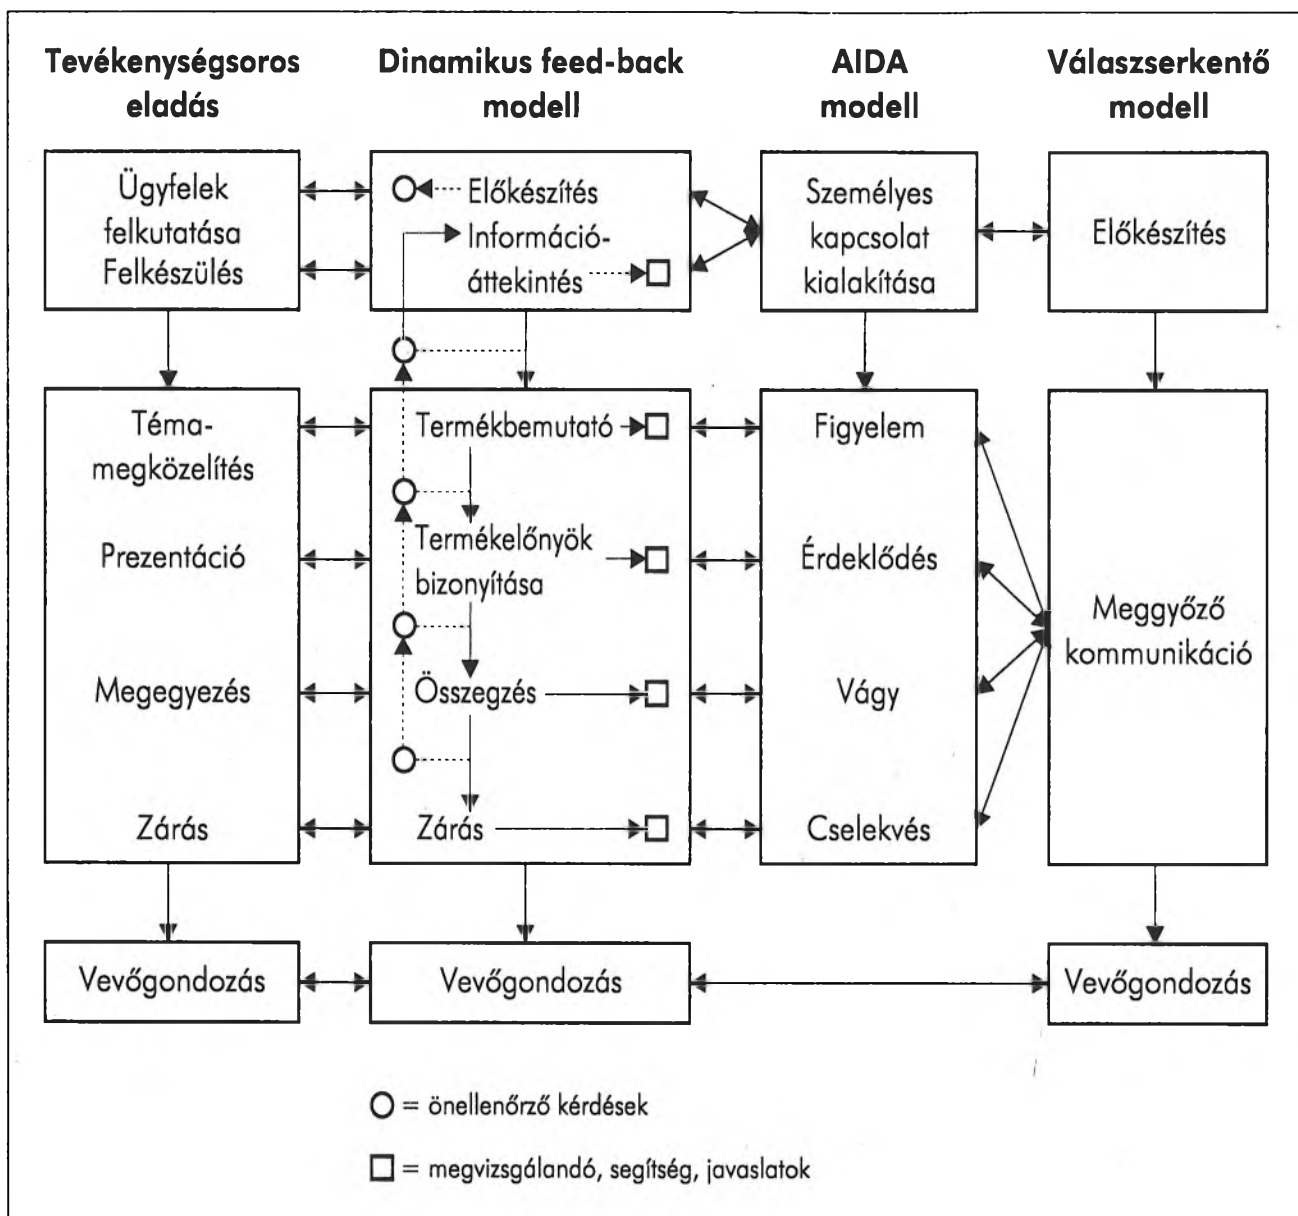 Tevékenységsoros
eladás
Dinamikus feed-back
modell
AIDA
modell
Válaszserkentő
modell
Ügyfelek
felkutatása
Felkészülés
Előkészítés
Információ-
áttekintés
Személyes
kapcsolat
kialakítása
Előkészítés
Téma-
megközelítés
Prezentáció
Megegyezés
Zárás
Termékbemutató
Termékelőnyök
bizonyítása
Összegzés
Zárás
Figyelem
Érdeklődés
Vágy
Cselekvés
Meggyőző
kommunikáció
Vevőgondozás
Vevőgondozás
Vevőgondozás
= önellenőrző kérdések
= megvizsgálandó, segítség, javaslatok